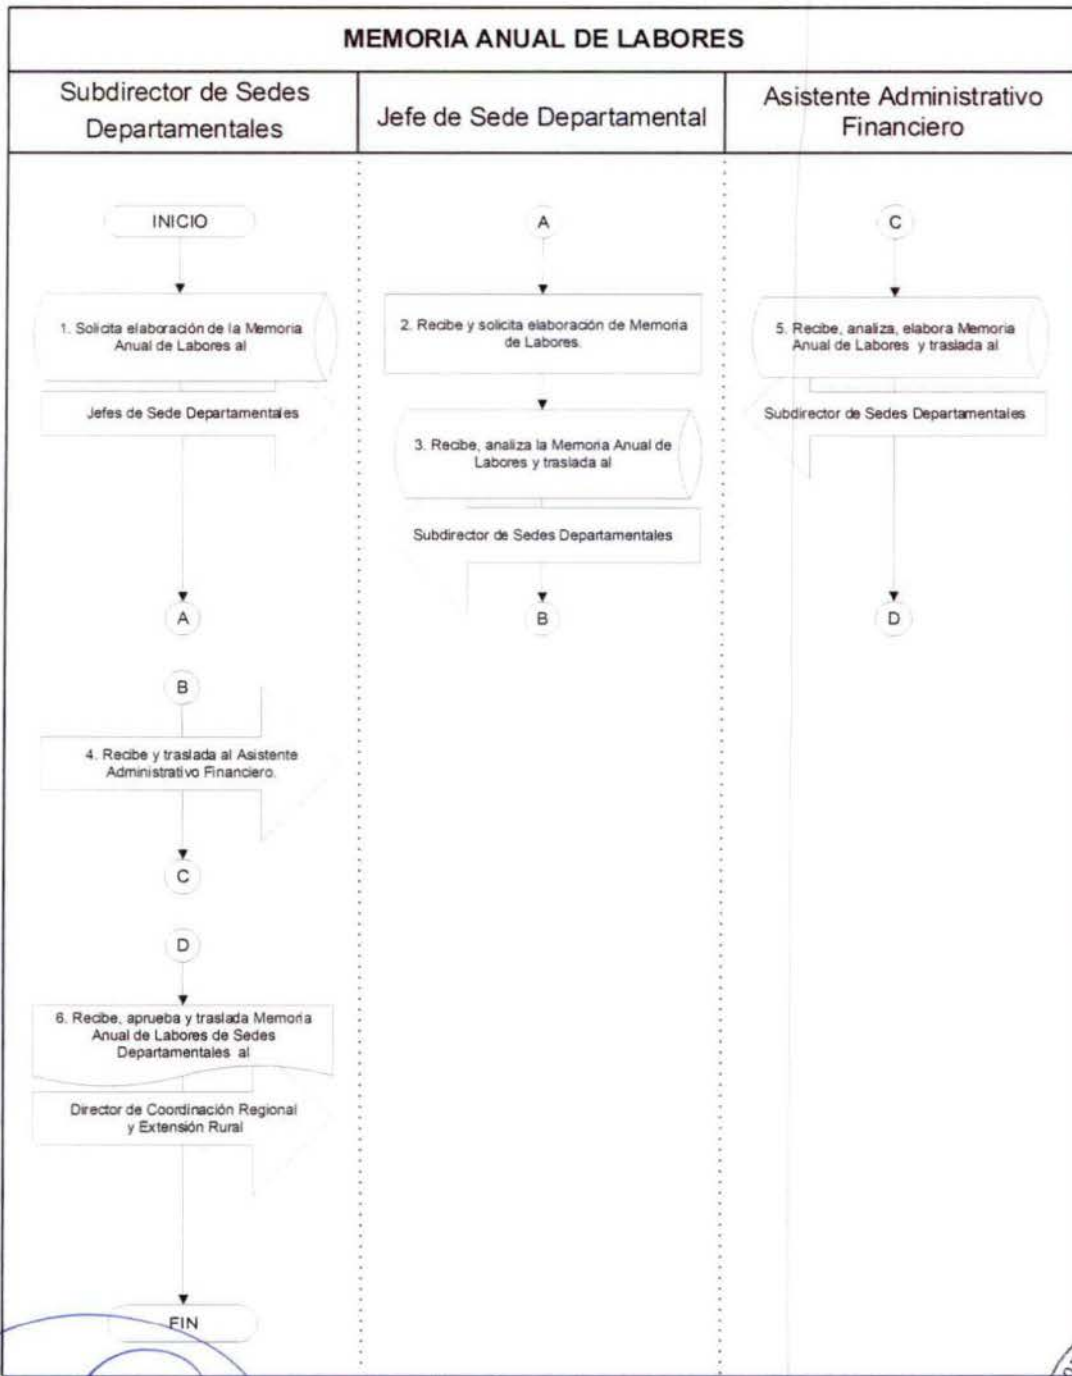 MEMORIA ANUAL DE LABORES
Subdirector de Sedes
Departamentales
Jefe de Sede Departamental
Asistente Administrativo
Financiero
INICIO
1. Solicita elaboración de la Memoria
Anual de Labores al
Jefes de Sede Departamentales
A
B
4. Recibe y traslada al Asistente
Administrativo Financiero.
C
D
6. Recibe, aprueba y traslada Memoria
Anual de Labores de Sedes
Departamentales al
Director de Coordinación Regional
y Extensión Rural
FIN
A
2. Recibe y solicita elaboración de Memoria
de Labores.
3. Recibe, analiza la Memoria Anual de
Labores y traslada al
Subdirector de Sedes Departamentales
B
C
5. Recibe, analiza, elabora Memoria
Anual de Labores y traslada al
Subdirector de Sedes Departamentales
D